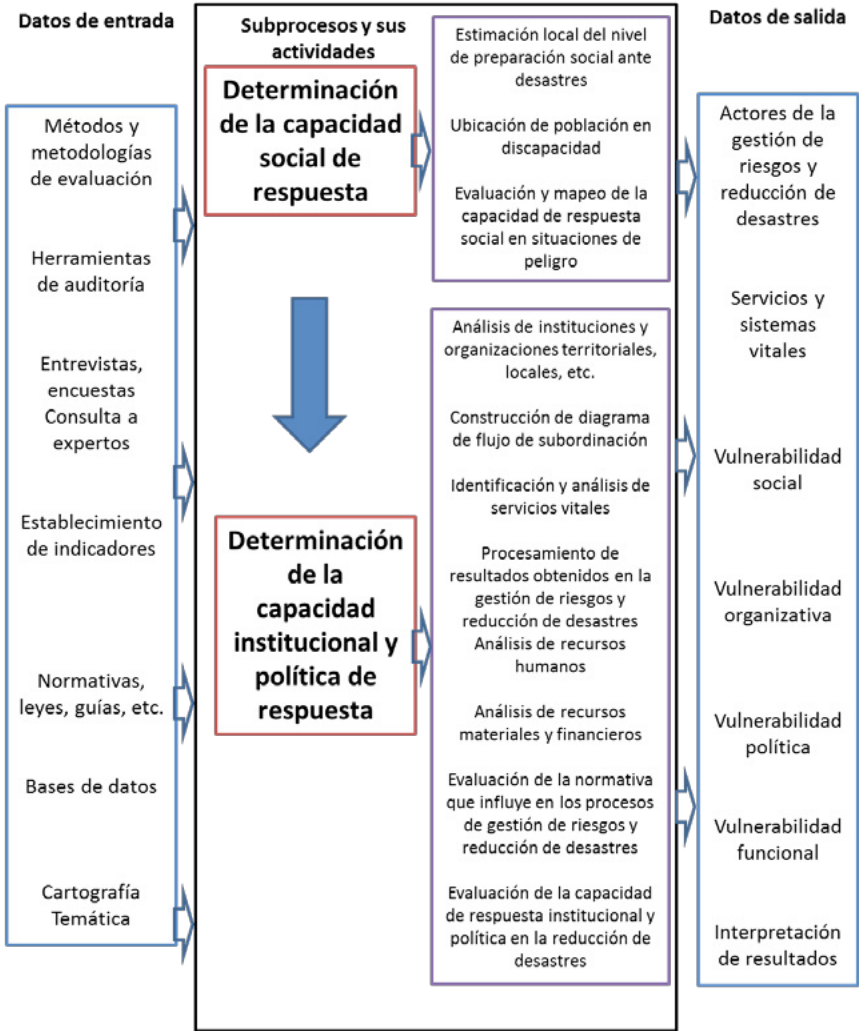 Datos de entrada
Métodos y
metodologías
de evaluación
Herramientas
de auditoría
Entrevistas,
encuestas
Consulta a
expertos
Establecimiento
de indicadores
Normativas,
leyes, guías, etc.
Bases de datos
Cartografía
Temática
Subprocesos y sus
actividades
Determinación
de la capacidad
social de
respuesta
Estimación local del nivel
de preparación social ante
desastres
Ubicación de población en
discapacidad
Evaluación y mapeo de la
capacidad de respuesta
social en situaciones de
peligro
Determinación
de la
capacidad
institucional y
política de
respuesta
Análisis de instituciones y
organizaciones territoriales,
locales, etc.
Construcción de diagrama
de flujo de subordinación
Identificación y análisis de
servicios vitales
Procesamiento de
resultados obtenidos en la
gestión de riesgos y
reducción de desastres
Análisis de recursos
humanos
Análisis de recursos
materiales y financieros
Evaluación de la normativa
que influye en los procesos
de gestión de riesgos y
reducción de desastres
Evaluación de la capacidad
de respuesta institucional y
política en la reducción de
desastres
Datos de salida
Actores de la
gestión de
riesgos y
reducción de
desastres
Servicios y
sistemas
vitales
Vulnerabilidad
social
Vulnerabilidad
organizativa
Vulnerabilidad
política
Vulnerabilidad
funcional
Interpretación
de resultados